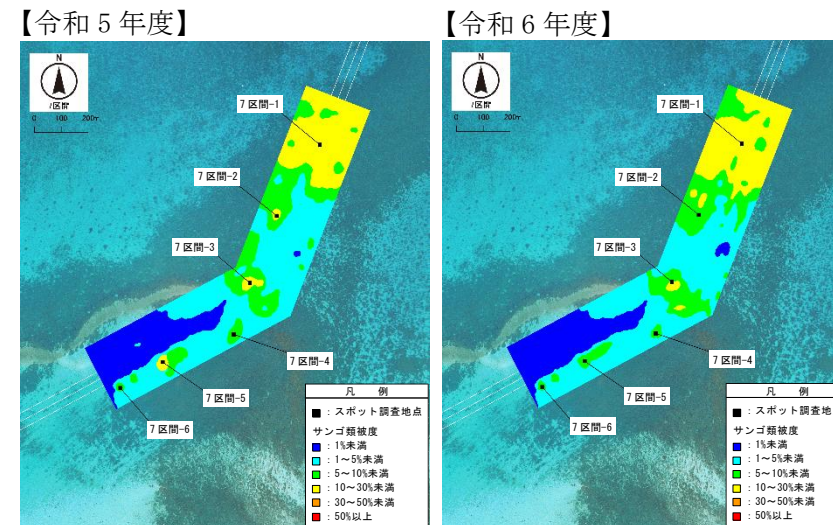 【令和5年度】
N
7区間
0 100 200m
7区間-1
7区間-2
7区間-3
7区間-4
7区間-5
7区間-6
凡 例
■：スポット調査地点
サンゴ類被度
：1%未満
：1～5%未満
：5～10%未満
：10～30%未満
：30～50%未満
：50%以上
【令和6年度】
N
7区間
0 100 200m
7区間-1
7区間-2
7区間-3
7区間-4
7区間-5
7区間-6
凡 例
■：スポット調査地
サンゴ類被度
：1%未満
：1～5%未満
：5～10%未満
：10～30%未満
：30～50%未満
：50%以上